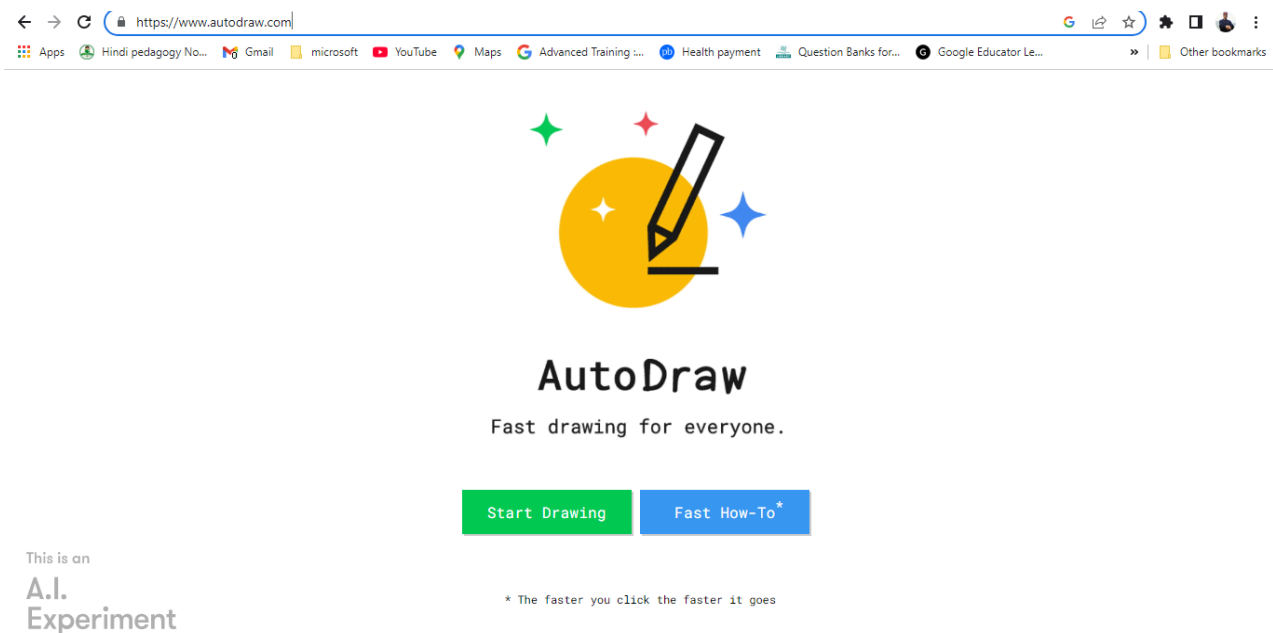 https://www.autodraw.com
Apps Hindi pedagogy No... Gmail microsoft YouTube Maps Advanced Training :... pb Health payment Question Banks for... G Google Educator Le... » Other bookmarks
AutoDraw
Fast drawing for everyone.
Start Drawing Fast How-To*
This is an
A.I.
Experiment
* The faster you click the faster it goes